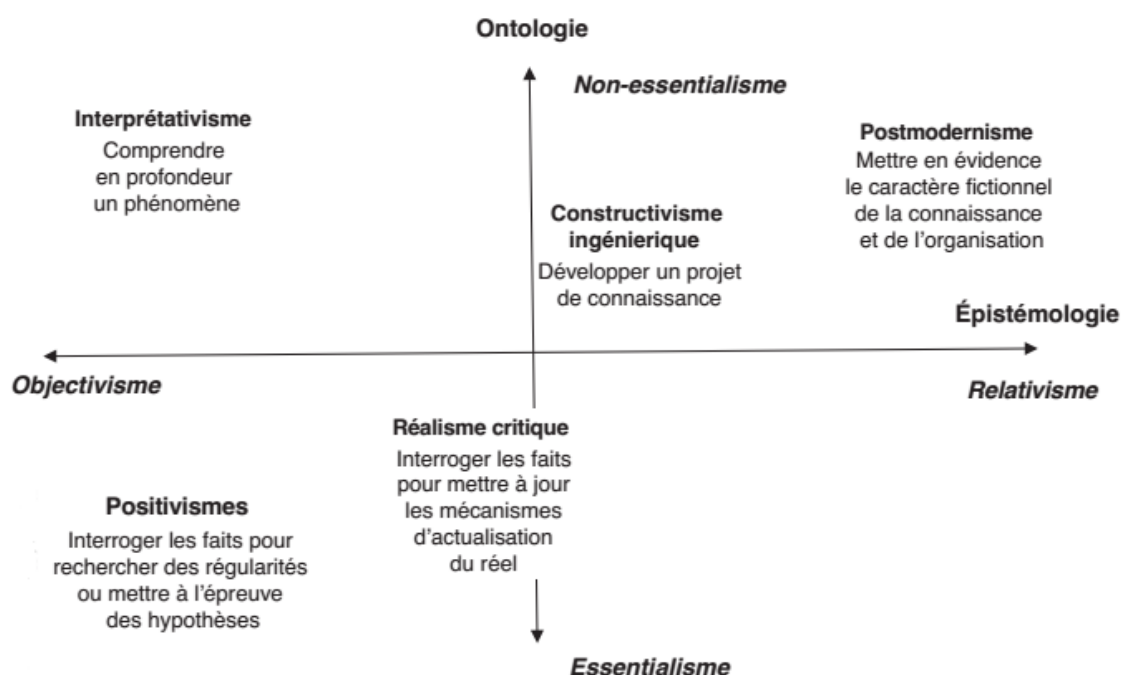 Ontologie
Non-essentialisme
Interprétativisme
Comprendre
en profondeur
un phénomène
Postmodernisme
Mettre en évidence
le caractère fictionnel
de la connaissance
et de l'organisation
Constructivisme
ingénierique
Développer un projet
de connaissance
Épistémologie
Objectivisme
Relativisme
Réalisme critique
Interroger les faits
pour mettre à jour
les mécanismes
d'actualisation
du réel
Positivismes
Interroger les faits pour
rechercher des régularités
ou mettre à l'épreuve
des hypothèses
Essentialisme